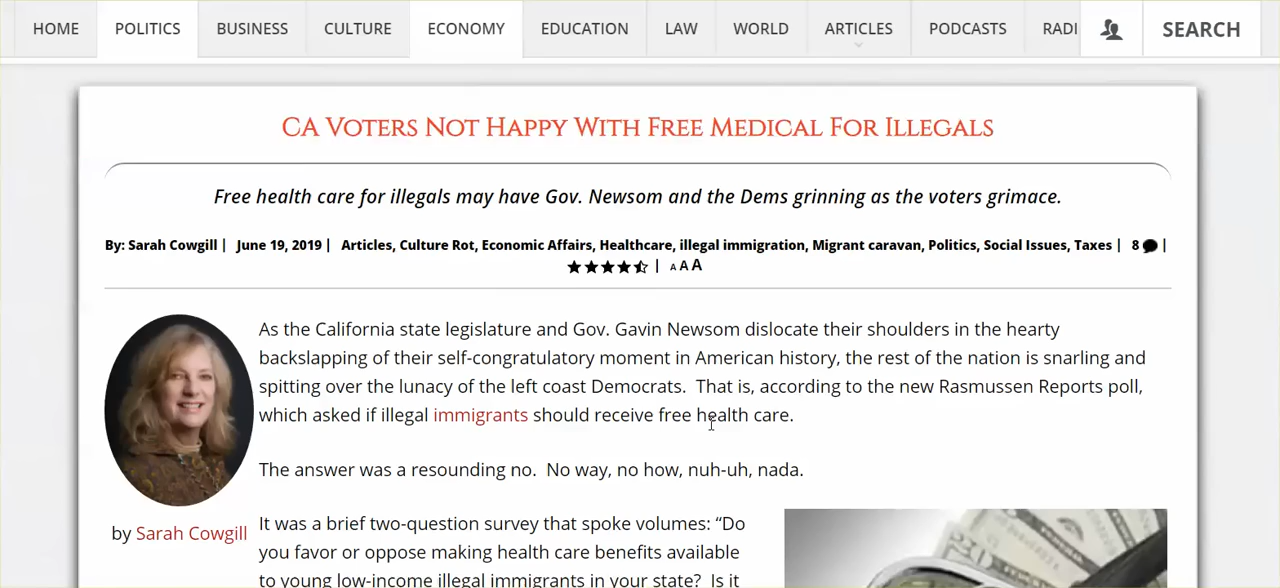 HOME POLITICS BUSINESS CULTURE ECONOMY EDUCATION LAW WORLD ARTICLES PODCASTS RADI SEARCH
CA Voters Not Happy With Free Medical For Illegals
Free health care for illegals may have Gov. Newsom and the Dems grinning as the voters grimace.
By: Sarah Cowgill | June 19, 2019 | Articles, Culture Rot, Economic Affairs, Healthcare, illegal immigration, Migrant caravan, Politics, Social Issues, Taxes | 8 |
| A A A
As the California state legislature and Gov. Gavin Newsom dislocate their shoulders in the hearty
backslapping of their self-congratulatory moment in American history, the rest of the nation is snarling and
spitting over the lunacy of the left coast Democrats. That is, according to the new Rasmussen Reports poll,
which asked if illegal immigrants should receive free health care.
The answer was a resounding no. No way, no how, nuh-uh, nada.
by Sarah Cowgill
It was a brief two-question survey that spoke volumes: “Do
you favor or oppose making health care benefits available
to young low-income illegal immigrants in your state? Is it